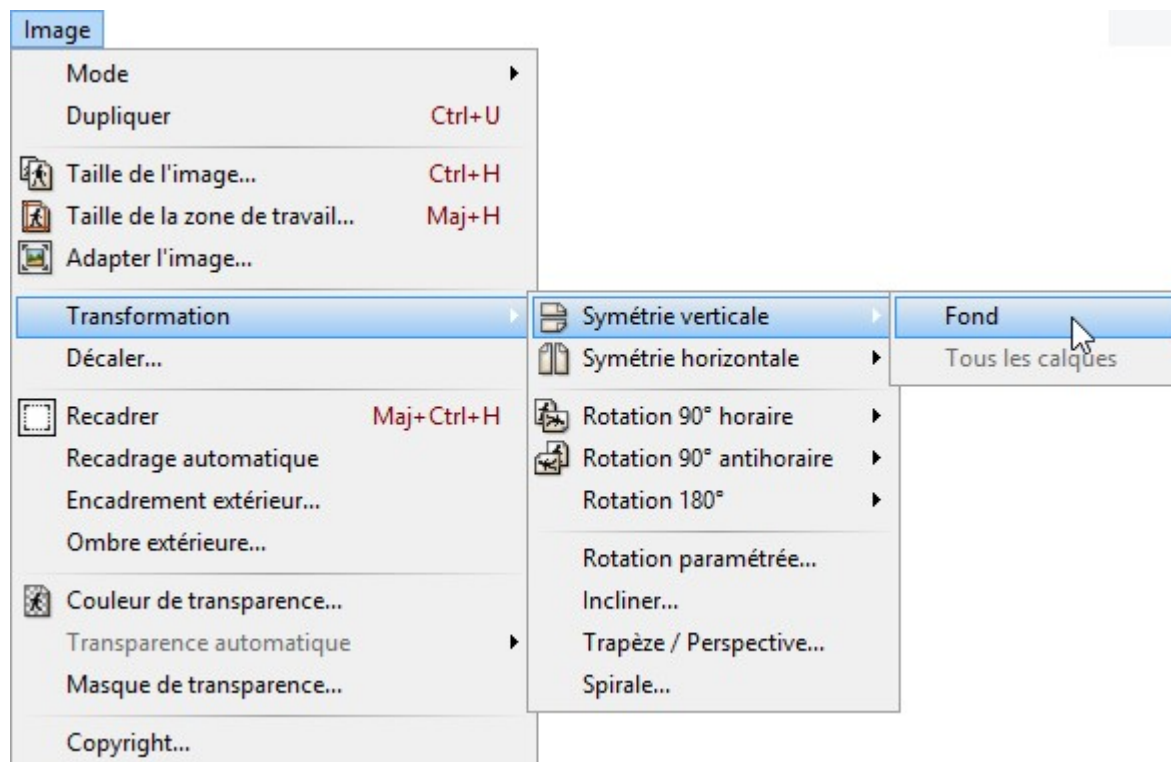 Image
Mode
Dupliquer Ctrl+U
Taille de l'image... Ctrl+H
Taille de la zone de travail... Maj+H
Adapter l'image...
Transformation
Décaler...
Recadrer Maj+Ctrl+H
Recadrage automatique
Encadrement extérieur...
Ombre extérieure...
Couleur de transparence...
Transparence automatique
Masque de transparence...
Copyright...
Symétrie verticale
Symétrie horizontale
Rotation 90° horaire
Rotation 90° antihoraire
Rotation 180°
Rotation paramétrée...
Incliner...
Trapèze / Perspective...
Spirale...
Fond
Tous les calques